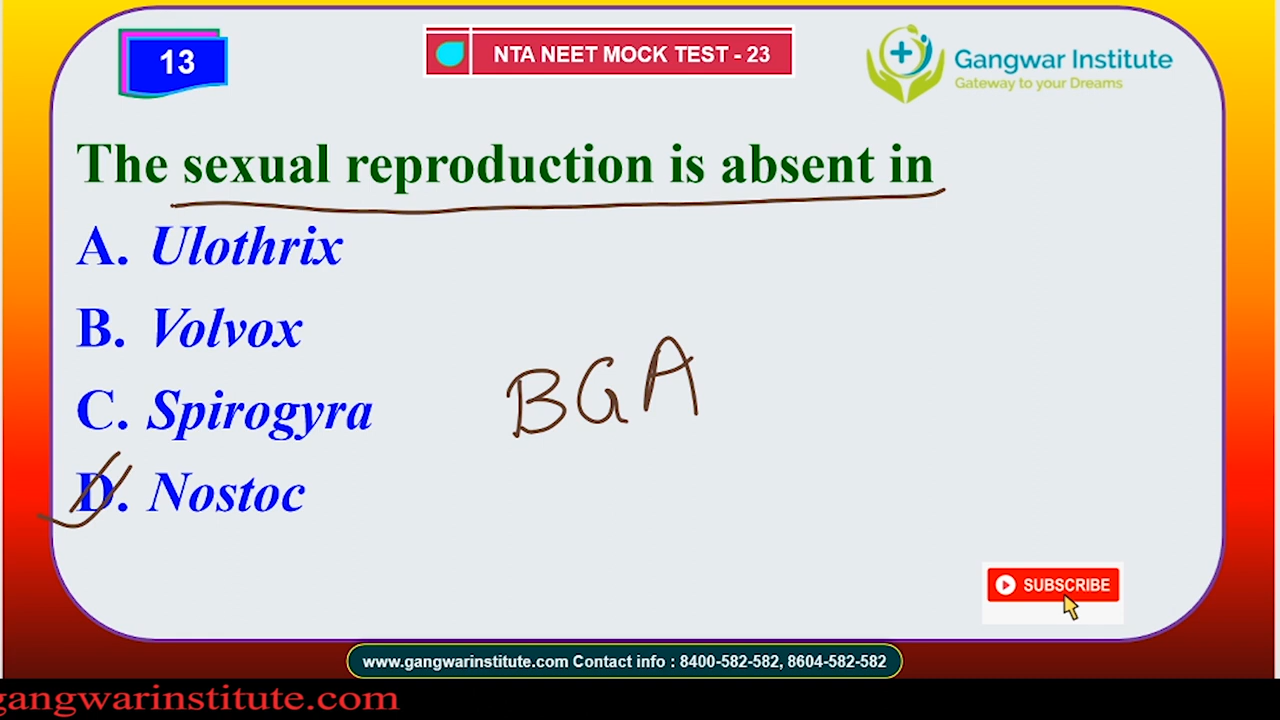 13
NTA NEET MOCK TEST - 23
Gangwar Institute
Gateway to your Dreams
The sexual reproduction is absent in
A. Ulothrix
B. Volvox
C. Spirogyra
D. Nostoc
BGA
SUBSCRIBE
www.gangwarinstitute.com Contact info : 8400-582-582, 8604-582-582
gangwarinstitute.com